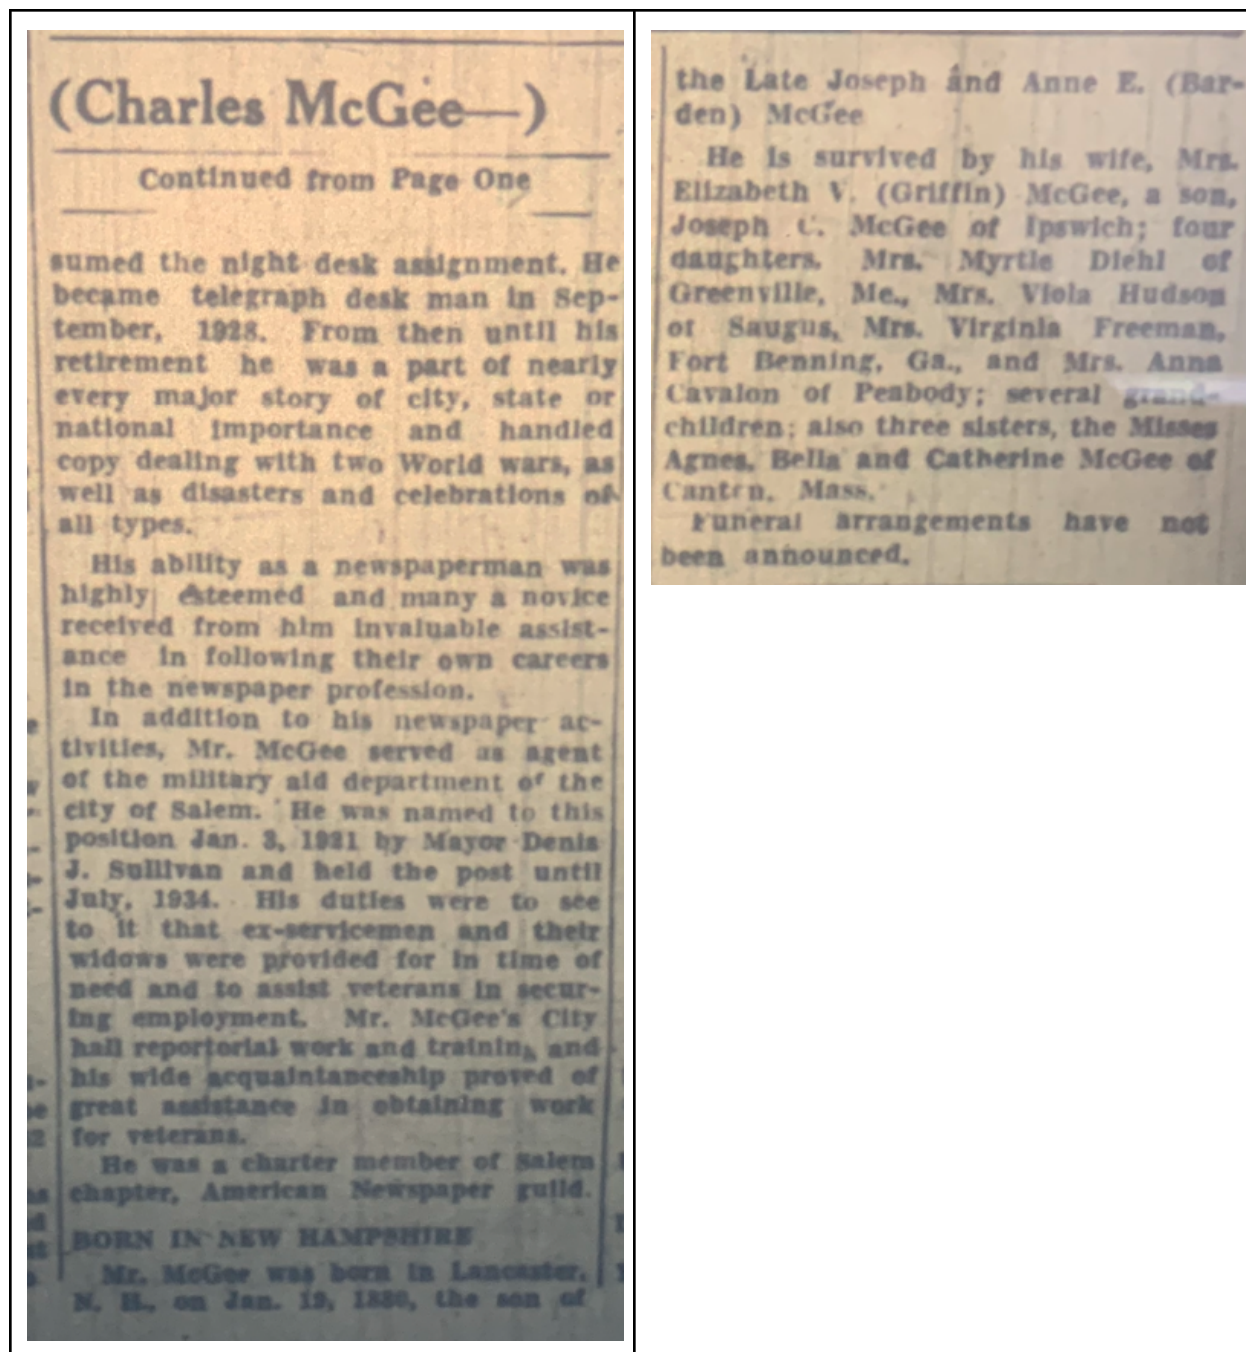 (Charles McGee—)
Continued from Page One
sumed the night desk assignment. He
became telegraph desk man in Sep-
tember, 1928. From then until his
retirement he was a part of nearly
every major story of city, state or
national importance and handled
copy dealing with two World wars, as
well as disasters and celebrations of
all types.
His ability as a newspaperman was
highly esteemed and many a novice
received from him invaluable assist-
ance in following their own careers
in the newspaper profession.
In addition to his newspaper ac-
tivities, Mr. McGee served as agent
of the military aid department of the
city of Salem. He was named to this
position Jan. 3, 1921 by Mayor Denis
J. Sullivan and held the post until
July, 1934. His duties were to see
to it that ex-servicemen and their
widows were provided for in time of
need and to assist veterans in secur-
ing employment. Mr. McGee's City
hall reportorial work and training and
his wide acquaintanceship proved of
great assistance in obtaining work
for veterans.
He was a charter member of Salem
chapter, American Newspaper guild.
BORN IN NEW HAMPSHIRE
Mr. McGee was born in Lancaster,
N. H., on Jan. 19, 1880, the son of
the Late Joseph and Anne E. (Bar-
den) McGee
He is survived by his wife, Mrs.
Elizabeth V. (Griffin) McGee, a son,
Joseph C. McGee of Ipswich; four
daughters, Mrs. Myrtle Diehl of
Greenville, Me., Mrs. Viola Hudson
of Saugus, Mrs. Virginia Freeman,
Fort Benning, Ga., and Mrs. Anna
Cavalon of Peabody; several grand-
children; also three sisters, the Misses
Agnes, Bella and Catherine McGee of
Canton, Mass.
Funeral arrangements have not
been announced.